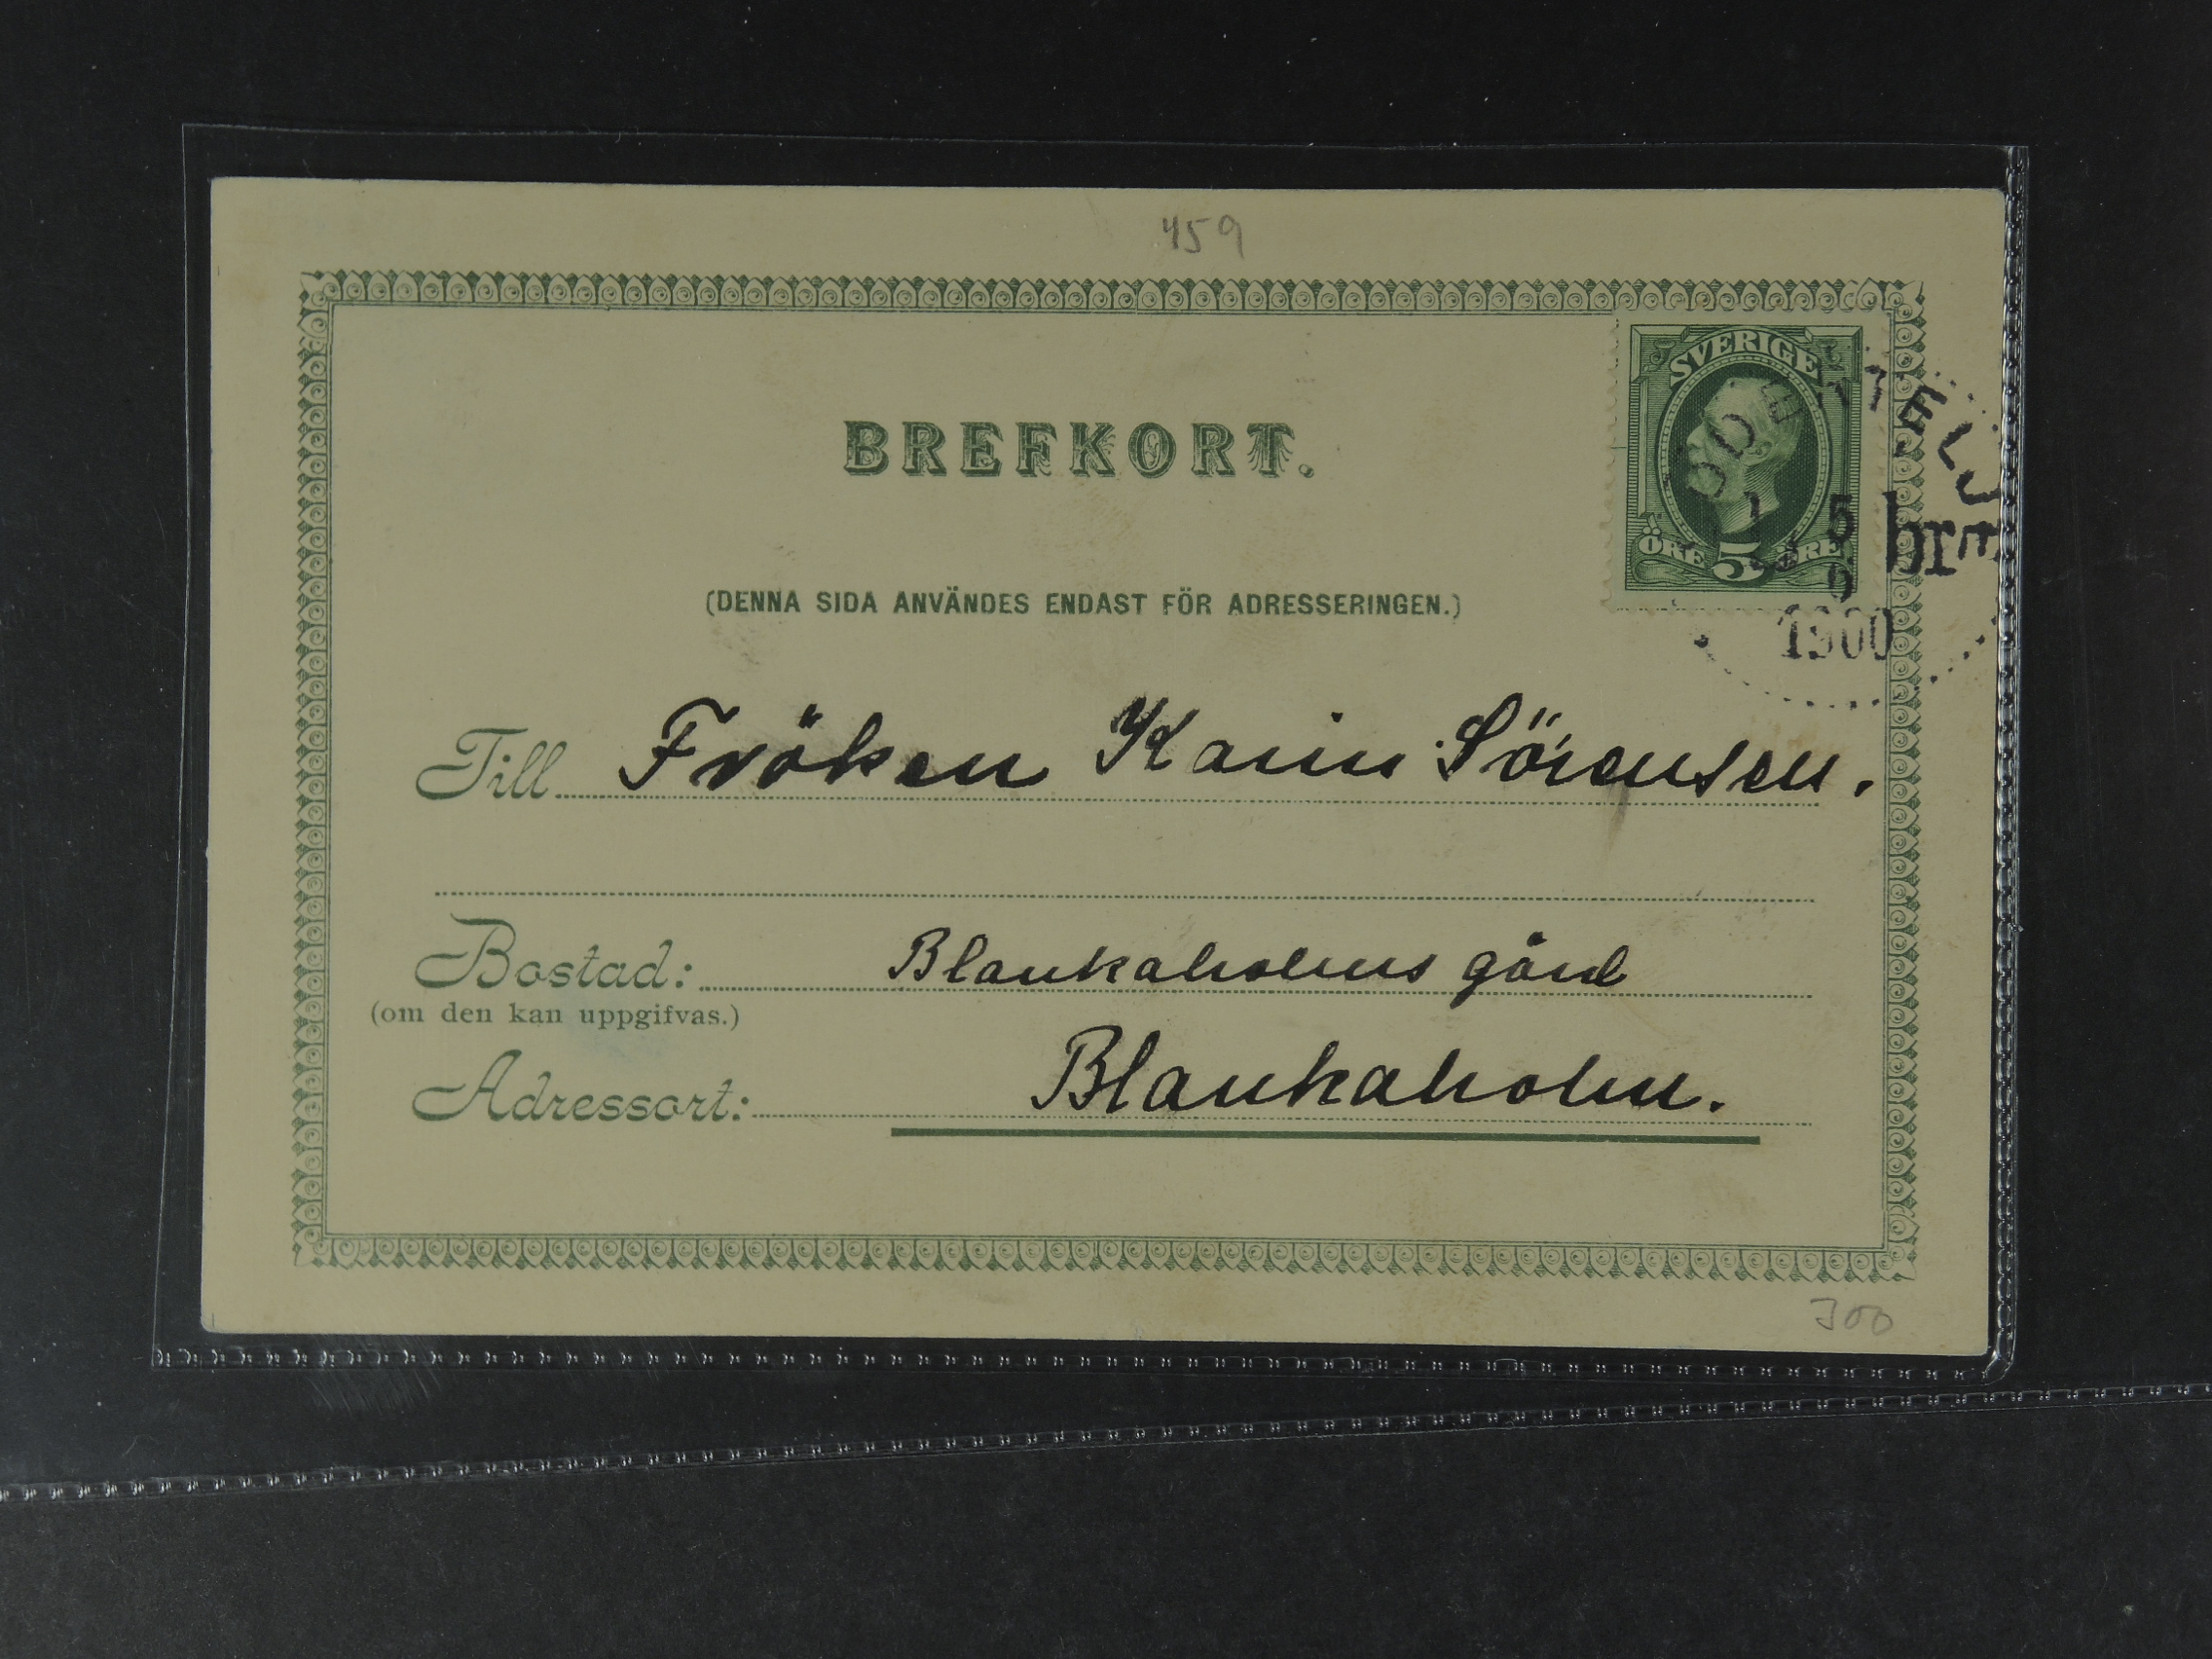 459
BREFKORT.
SVERIGE
ÖRE 5 ÖRE
1900
(DENNA SIDA ANVÄNDES ENDAST FÖR ADRESSERINGEN.)
Till Fröken Karin Sörensen.
Bostad: Blankaholms gård
(om den kan uppgifvas.)
Adressort: Blankaholm.
300